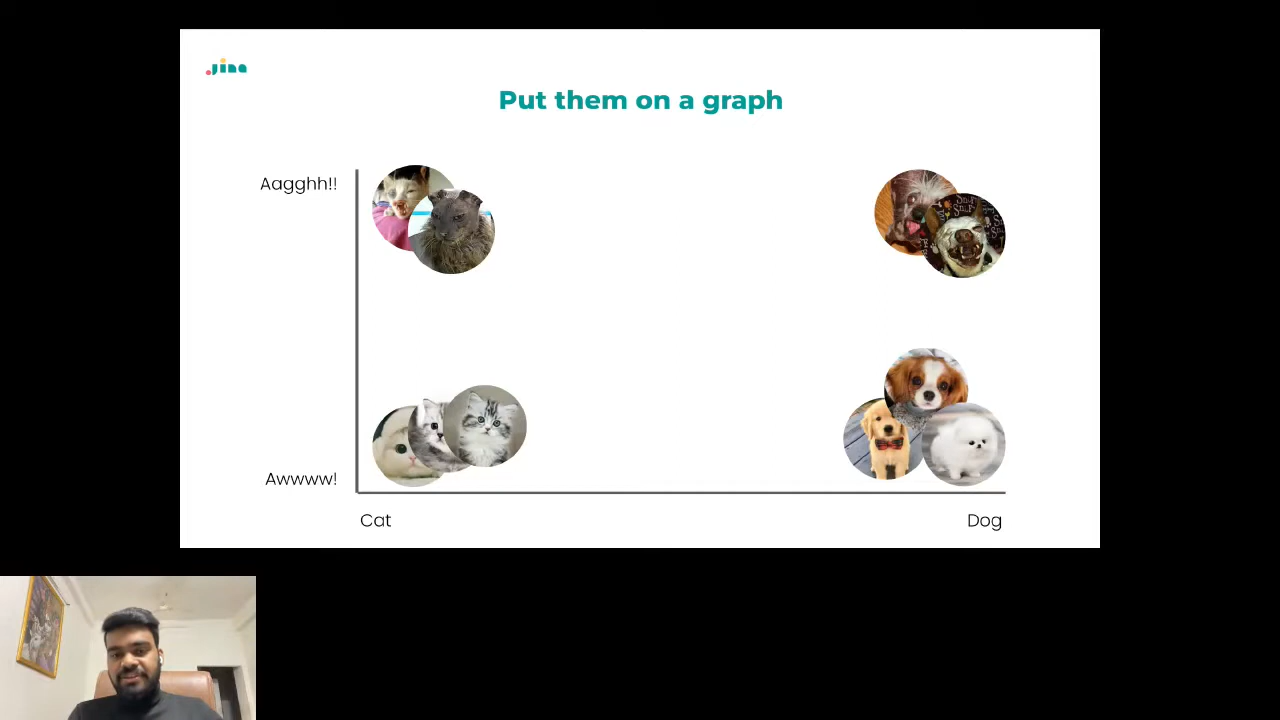 jina
Put them on a graph
Aagghh!!
Awwww!
Cat
Dog